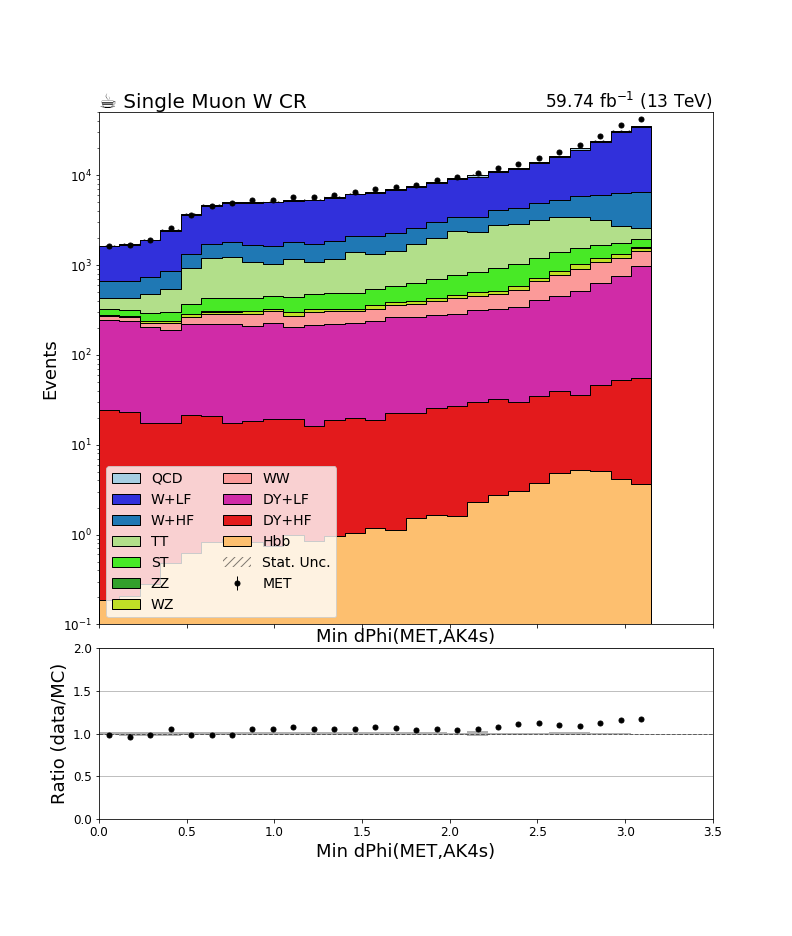 ☕ Single Muon W CR
59.74 fb⁻¹ (13 TeV)
Events
10⁴
10³
10²
10¹
10⁰
10⁻¹
QCD
W+LF
W+HF
TT
ST
ZZ
WZ
WW
DY+LF
DY+HF
Hbb
Stat. Unc.
MET
Min dPhi(MET,AK4s)
Ratio (data/MC)
2.0
1.5
1.0
0.5
0.0
0.0 0.5 1.0 1.5 2.0 2.5 3.0 3.5
Min dPhi(MET,AK4s)